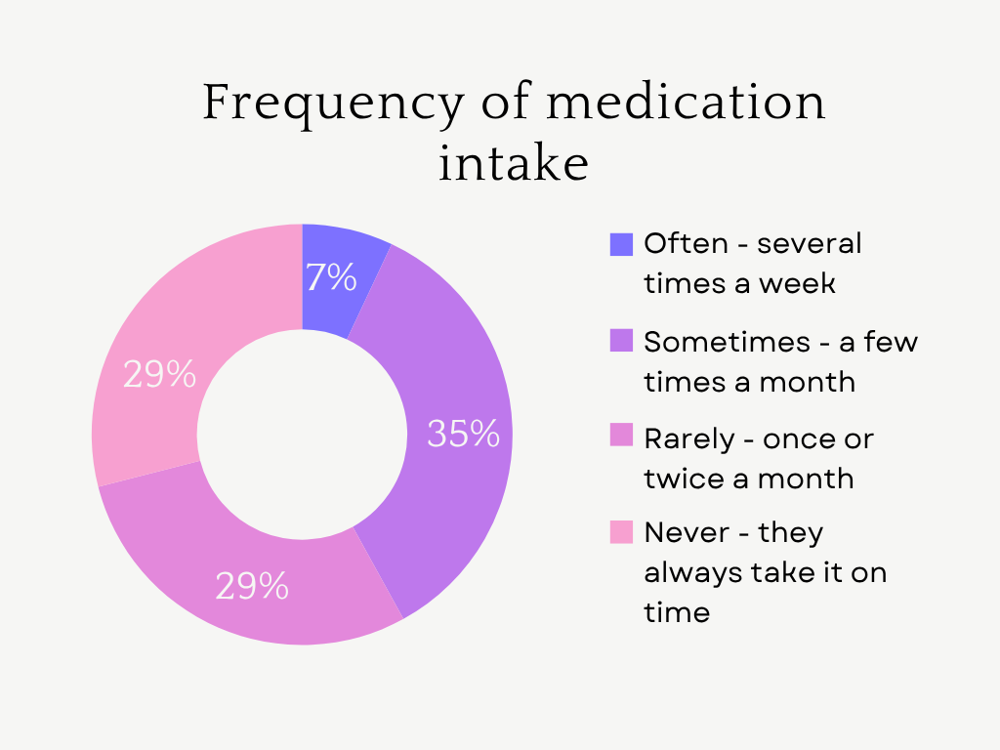 Frequency of medication
intake
7%
35%
29%
29%
Often - several
times a week
Sometimes - a few
times a month
Rarely - once or
twice a month
Never - they
always take it on
time